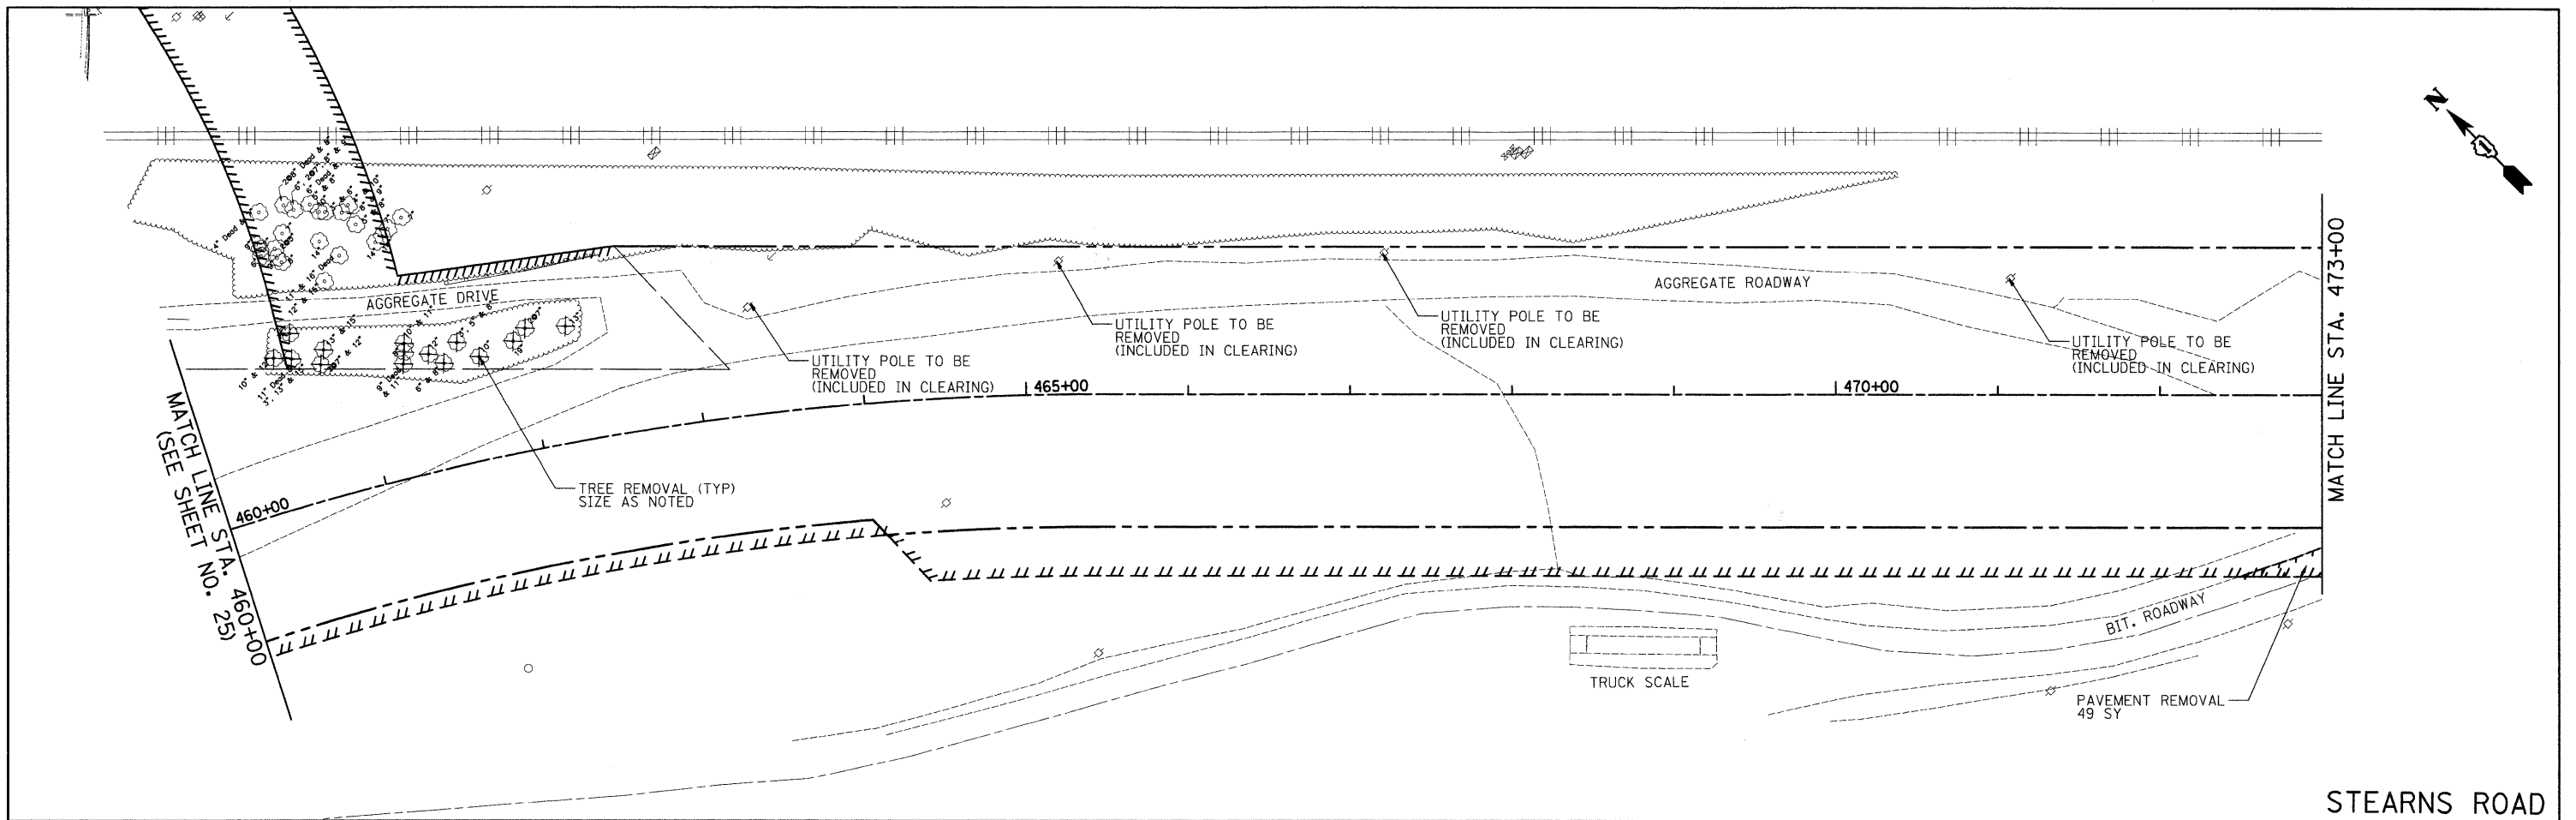 N
1
AGGREGATE DRIVE
AGGREGATE ROADWAY
UTILITY POLE TO BE
REMOVED
(INCLUDED IN CLEARING)
UTILITY POLE TO BE
REMOVED
(INCLUDED IN CLEARING)
UTILITY POLE TO BE
REMOVED
(INCLUDED IN CLEARING)
UTILITY POLE TO BE
REMOVED
(INCLUDED IN CLEARING)
460+00
465+00
470+00
MATCH LINE STA. 460+00
(SEE SHEET NO. 25)
MATCH LINE STA. 473+00
TREE REMOVAL (TYP)
SIZE AS NOTED
BIT. ROADWAY
TRUCK SCALE
PAVEMENT REMOVAL
49 SY
STEARNS ROAD